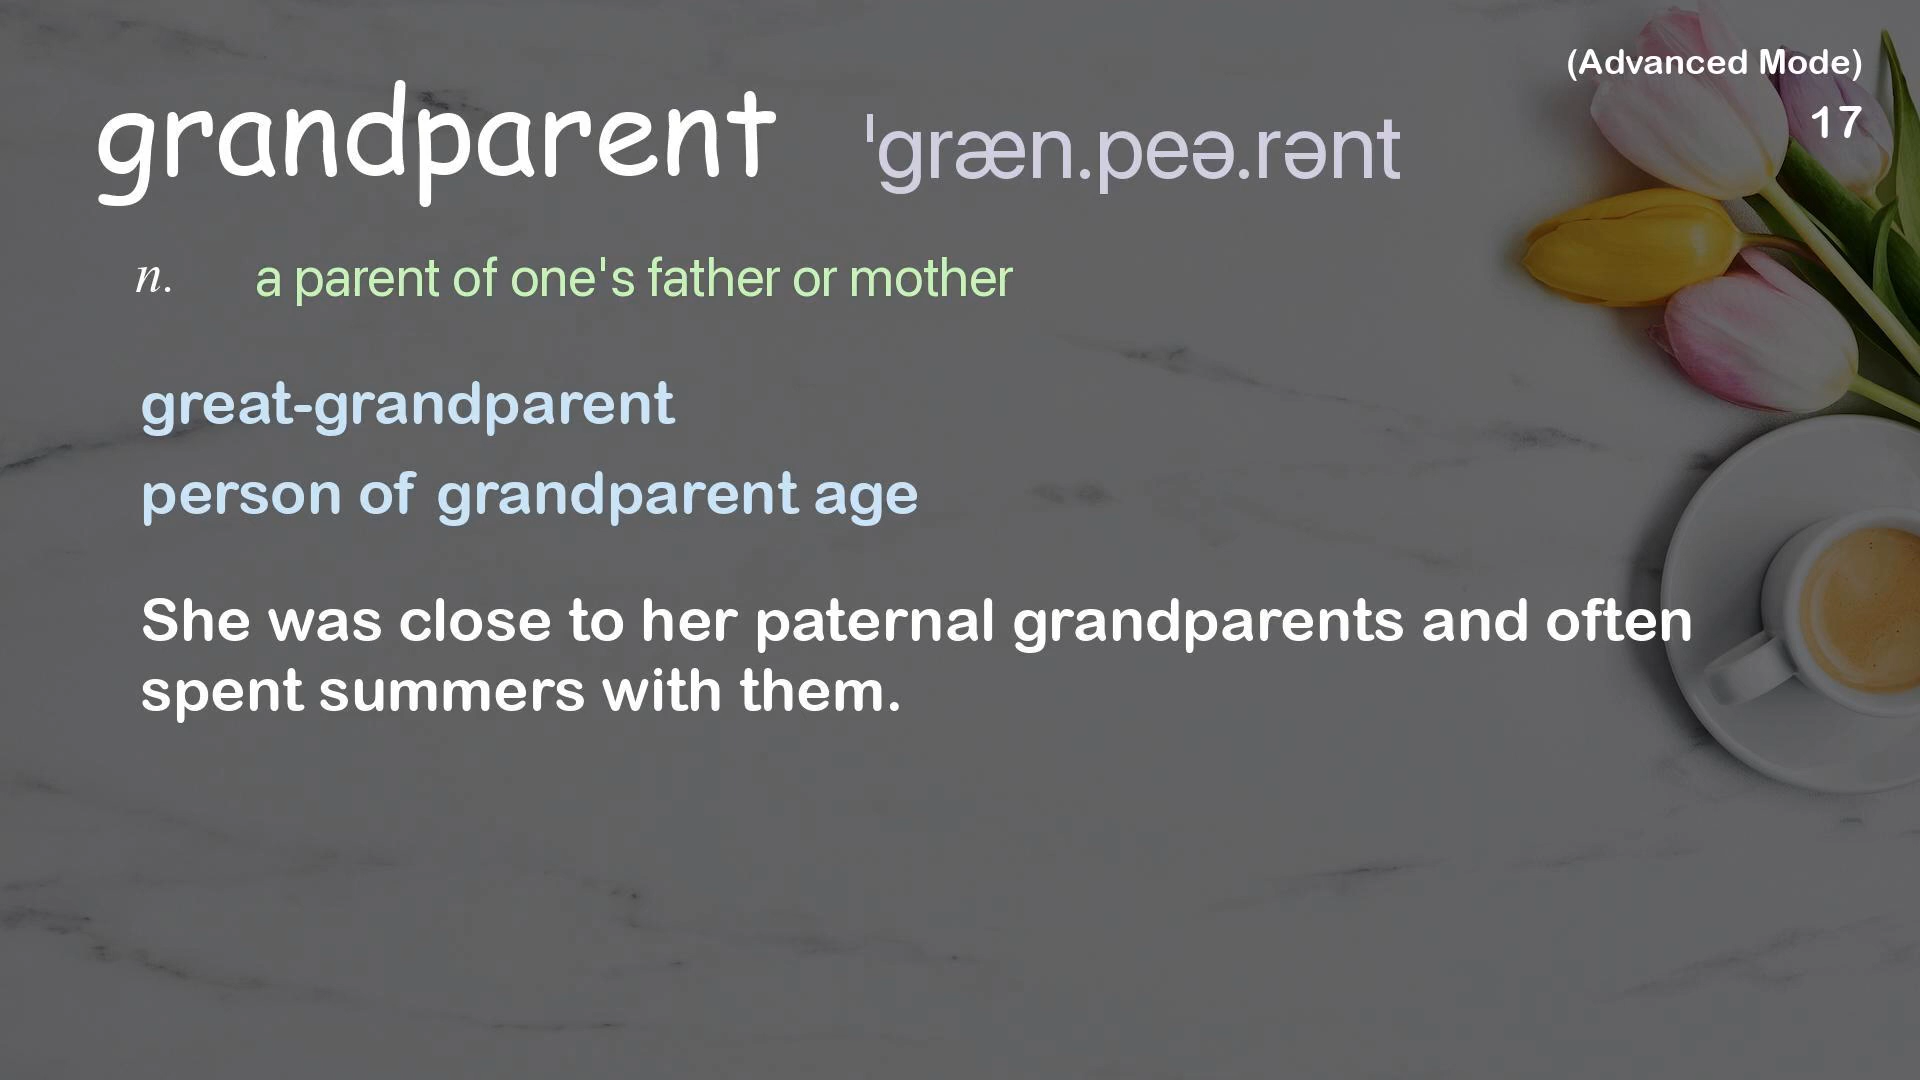 (Advanced Mode)
grandparent ˈɡræn.peə.rənt
17
n. a parent of one's father or mother
great-grandparent
person of grandparent age
She was close to her paternal grandparents and often
spent summers with them.